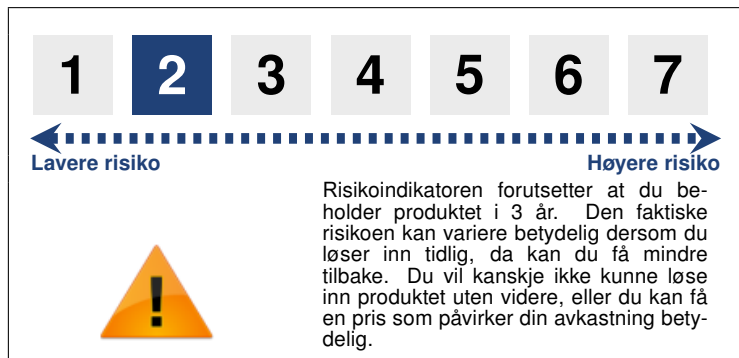 1 2 3 4 5 6 7
Lavere risiko Høyere risiko
Risikoindikatoren forutsetter at du be-
holder produktet i 3 år. Den faktiske
risikoen kan variere betydelig dersom du
løser inn tidlig, da kan du få mindre
tilbake. Du vil kanskje ikke kunne løse
inn produktet uten videre, eller du kan få
en pris som påvirker din avkastning bety-
delig.
!